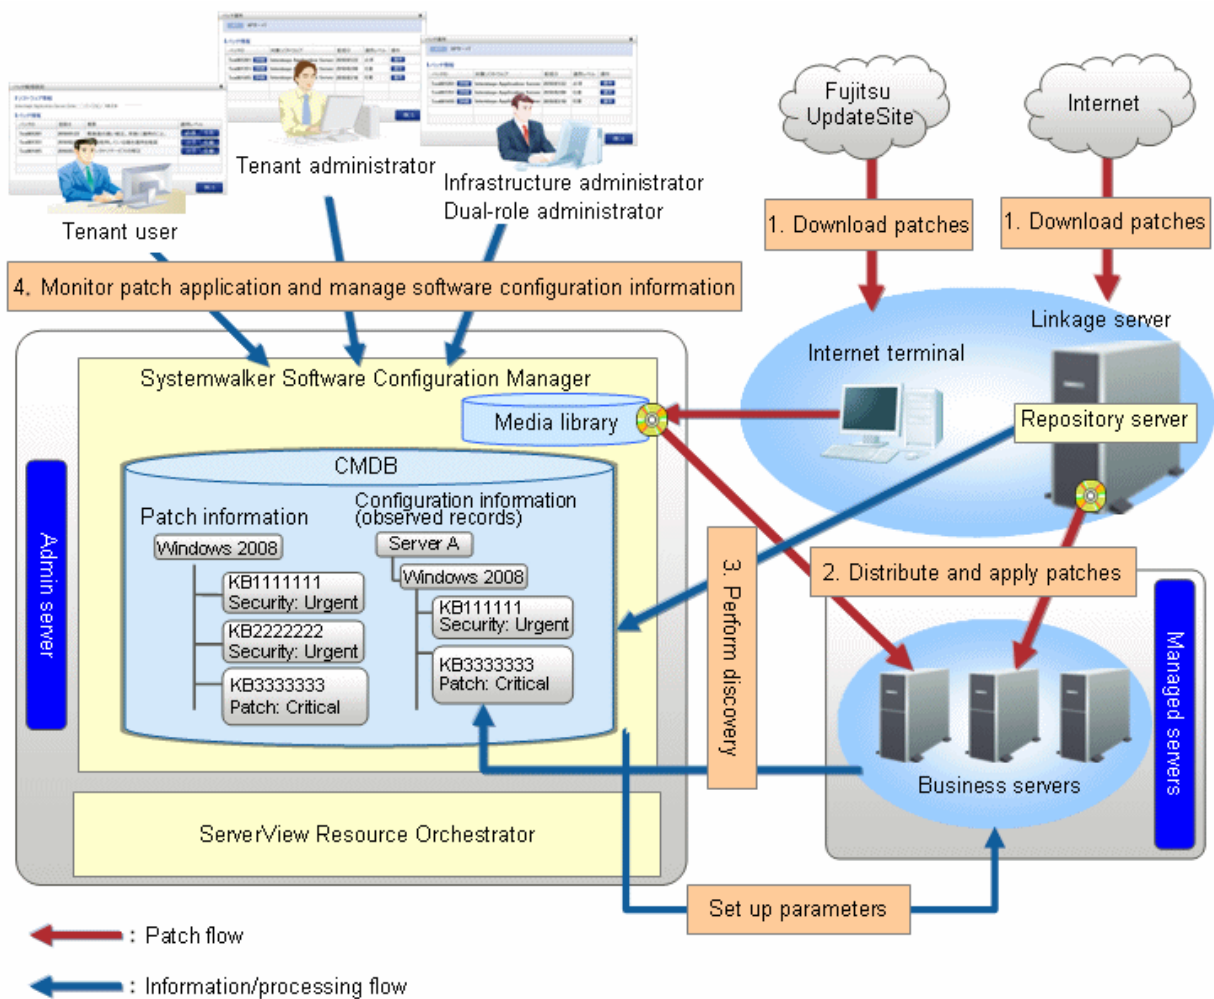 Tenant administrator
Infrastructure administrator
Dual-role administrator
Tenant user
Fujitsu
UpdateSite
Internet
1. Download patches
1. Download patches
4. Monitor patch application and manage software configuration information
Linkage server
Internet terminal
Repository server
Systemwalker Software Configuration Manager
Media library
CMDB
Patch information
Windows 2008
KB1111111
Security: Urgent
KB2222222
Security: Urgent
KB3333333
Patch: Critical
Configuration information
(observed records)
Server A
Windows 2008
KB111111
Security: Urgent
KB3333333
Patch: Critical
Admin server
3. Perform discovery
2. Distribute and apply patches
Business servers
Managed servers
ServerView Resource Orchestrator
Set up parameters
: Patch flow
: Information/processing flow